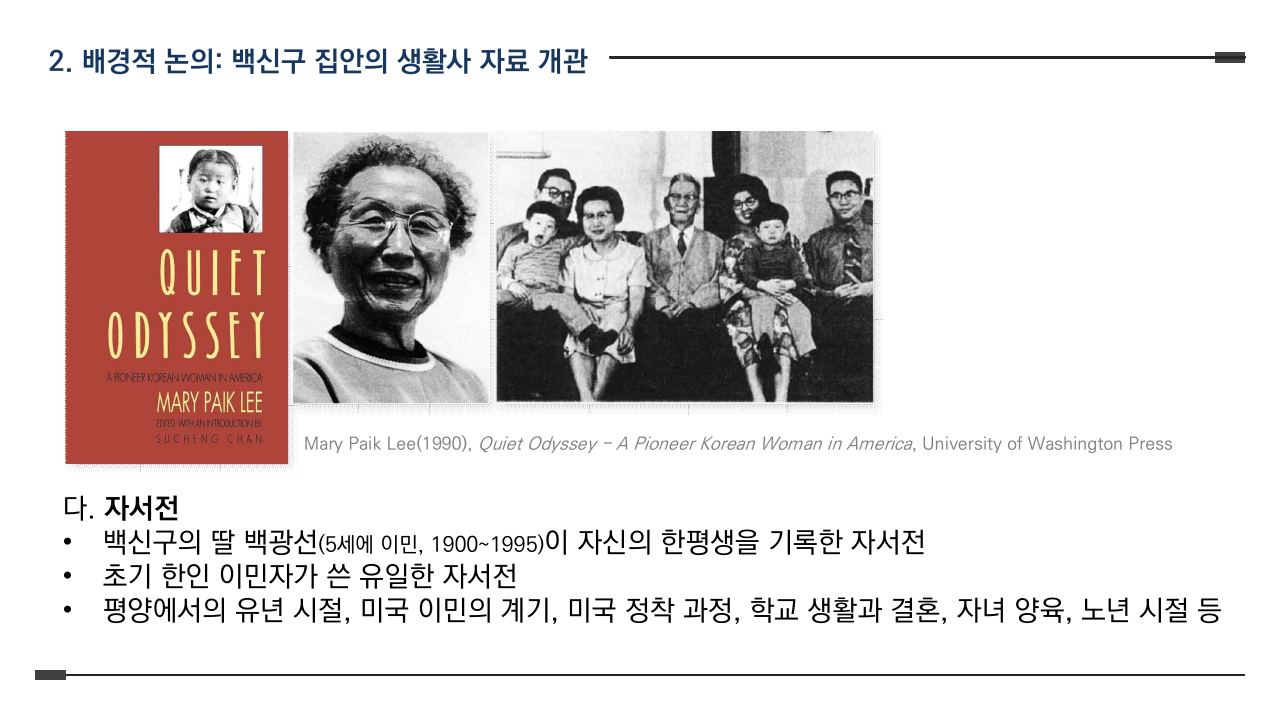 2. 배경적 논의: 백신구 집안의 생활사 자료 개관
QUIET
ODYSSEY
A PIONEER KOREAN WOMAN IN AMERICA
MARY PAIK LEE
EDITED WITH AN INTRODUCTION BY
SUCHENG CHAN
Mary Paik Lee(1990), Quiet Odyssey – A Pioneer Korean Woman in America, University of Washington Press
다. 자서전
• 백신구의 딸 백광선(5세에 이민, 1900~1995)이 자신의 한평생을 기록한 자서전
• 초기 한인 이민자가 쓴 유일한 자서전
• 평양에서의 유년 시절, 미국 이민의 계기, 미국 정착 과정, 학교 생활과 결혼, 자녀 양육, 노년 시절 등